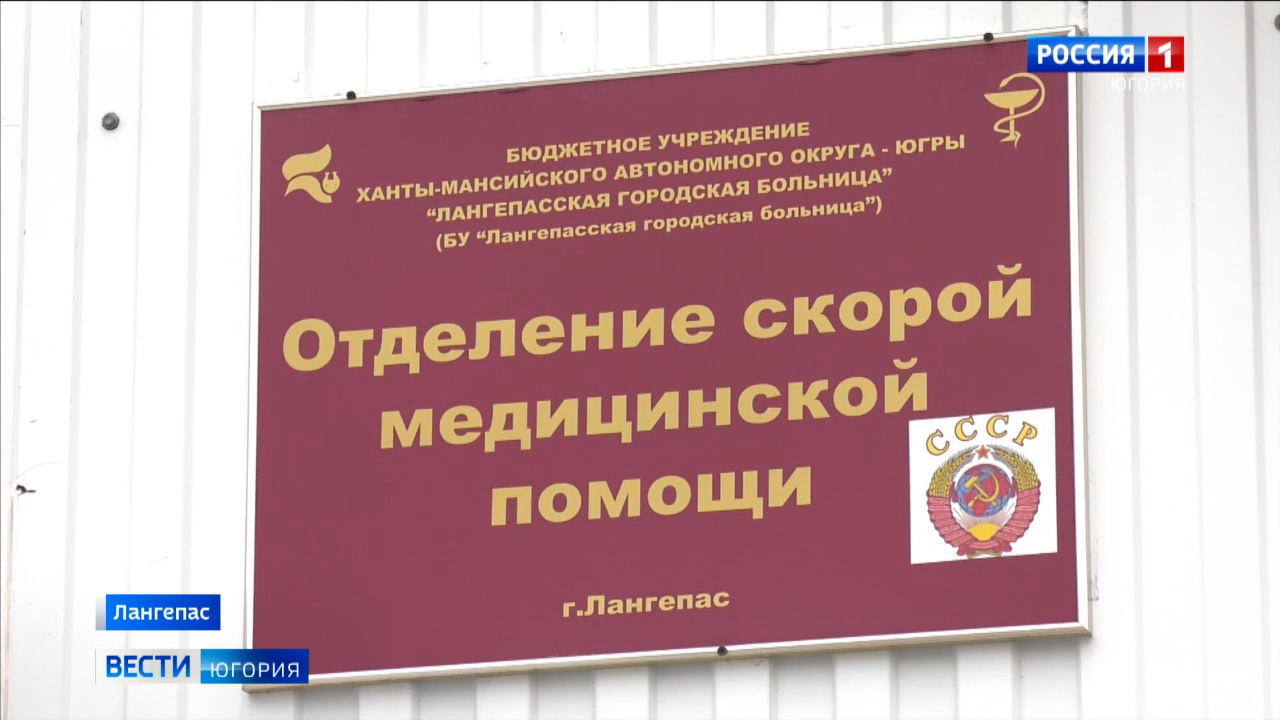 РОССИЯ 1
ЮГОРИЯ
БЮДЖЕТНОЕ УЧРЕЖДЕНИЕ
ХАНТЫ-МАНСИЙСКОГО АВТОНОМНОГО ОКРУГА - ЮГРЫ
“ЛАНГЕПАССКАЯ ГОРОДСКАЯ БОЛЬНИЦА”
(БУ “Лангепасская городская больница”)
Отделение скорой
медицинской
помощи
СССР
г.Лангепас
Лангепас
ВЕСТИ ЮГОРИЯ